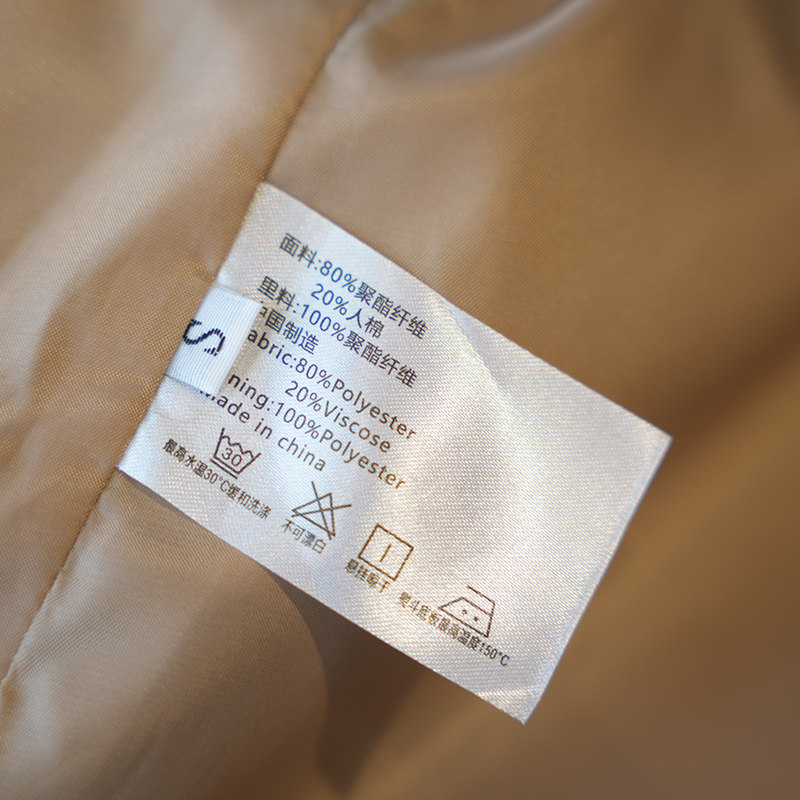 面料:80%聚酯纤维
20%人棉
里料:100%聚酯纤维
中国制造
abric:80%Polyester
20%Viscose
ning:100%Polyester
ade in china
S
30
最高水温30°C缓和洗涤
不可漂白
悬挂晾干
熨斗底板最高温度150°C